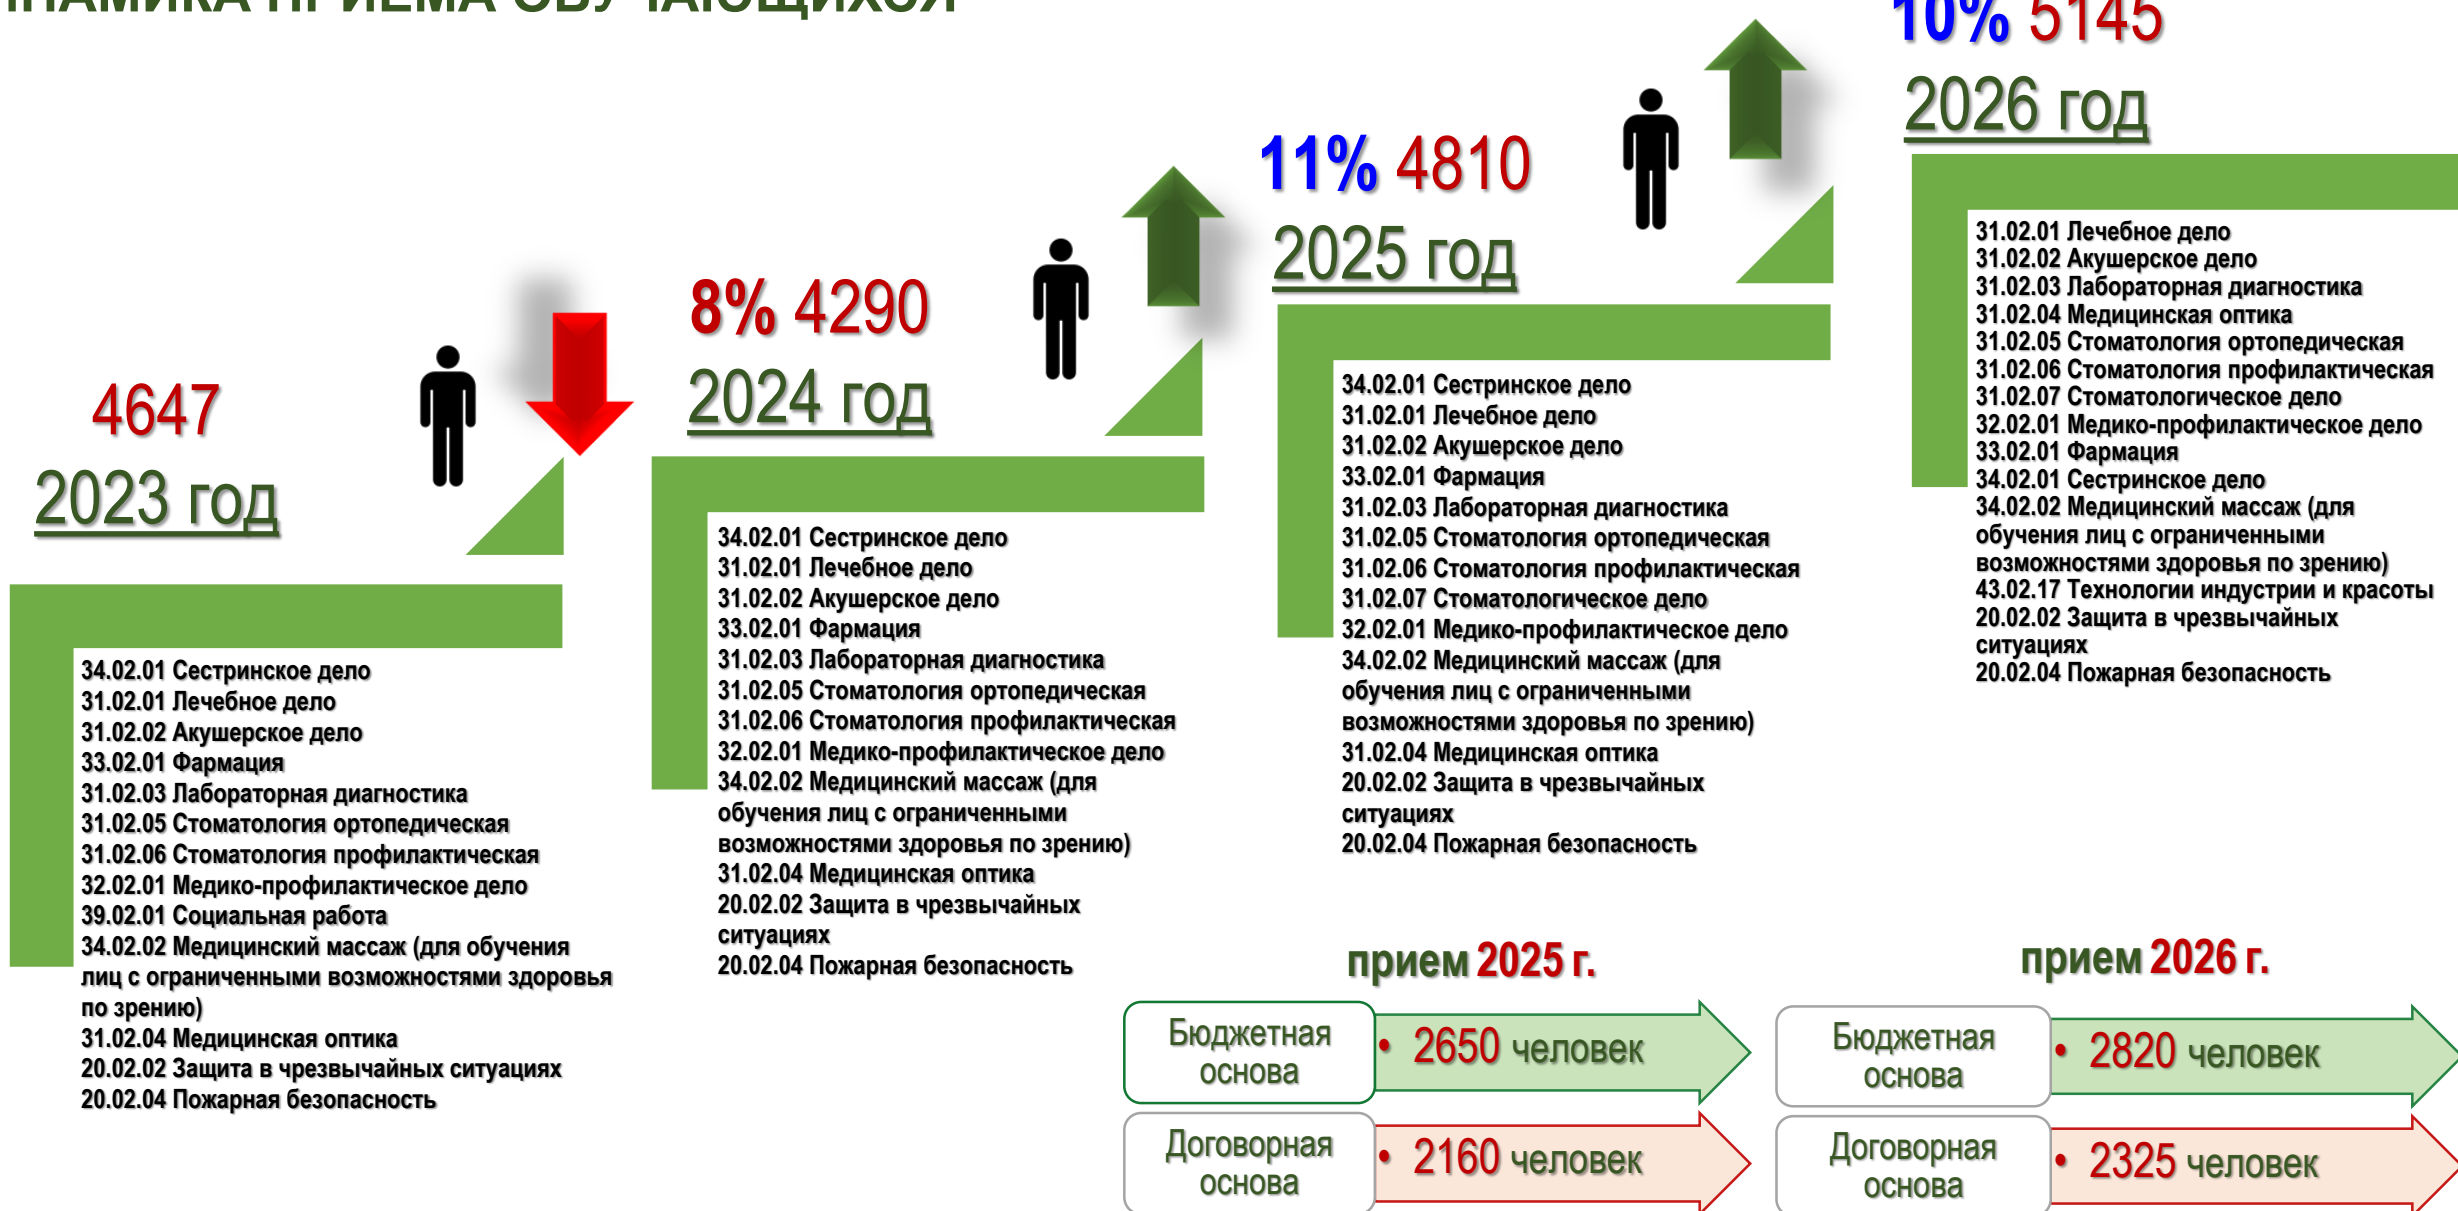 ПРИЕМА ОБУЧАЮЩИХСЯ
4647
2023 год
34.02.01 Сестринское дело
31.02.01 Лечебное дело
31.02.02 Акушерское дело
33.02.01 Фармация
31.02.03 Лабораторная диагностика
31.02.05 Стоматология ортопедическая
31.02.06 Стоматология профилактическая
32.02.01 Медико-профилактическое дело
39.02.01 Социальная работа
34.02.02 Медицинский массаж (для обучения
лиц с ограниченными возможностями здоровья
по зрению)
31.02.04 Медицинская оптика
20.02.02 Защита в чрезвычайных ситуациях
20.02.04 Пожарная безопасность
8% 4290
2024 год
34.02.01 Сестринское дело
31.02.01 Лечебное дело
31.02.02 Акушерское дело
33.02.01 Фармация
31.02.03 Лабораторная диагностика
31.02.05 Стоматология ортопедическая
31.02.06 Стоматология профилактическая
32.02.01 Медико-профилактическое дело
34.02.02 Медицинский массаж (для
обучения лиц с ограниченными
возможностями здоровья по зрению)
31.02.04 Медицинская оптика
20.02.02 Защита в чрезвычайных
ситуациях
20.02.04 Пожарная безопасность
11% 4810
2025 год
34.02.01 Сестринское дело
31.02.01 Лечебное дело
31.02.02 Акушерское дело
33.02.01 Фармация
31.02.03 Лабораторная диагностика
31.02.05 Стоматология ортопедическая
31.02.06 Стоматология профилактическая
31.02.07 Стоматологическое дело
32.02.01 Медико-профилактическое дело
34.02.02 Медицинский массаж (для
обучения лиц с ограниченными
возможностями здоровья по зрению)
31.02.04 Медицинская оптика
20.02.02 Защита в чрезвычайных
ситуациях
20.02.04 Пожарная безопасность
10% 5145
2026 год
31.02.01 Лечебное дело
31.02.02 Акушерское дело
31.02.03 Лабораторная диагностика
31.02.04 Медицинская оптика
31.02.05 Стоматология ортопедическая
31.02.06 Стоматология профилактическая
31.02.07 Стоматологическое дело
32.02.01 Медико-профилактическое дело
33.02.01 Фармация
34.02.01 Сестринское дело
34.02.02 Медицинский массаж (для
обучения лиц с ограниченными
возможностями здоровья по зрению)
43.02.17 Технологии индустрии и красоты
20.02.02 Защита в чрезвычайных
ситуациях
20.02.04 Пожарная безопасность
прием 2025 г.
Бюджетная
основа
• 2650 человек
Договорная
основа
• 2160 человек
прием 2026 г.
Бюджетная
основа
• 2820 человек
Договорная
основа
• 2325 человек